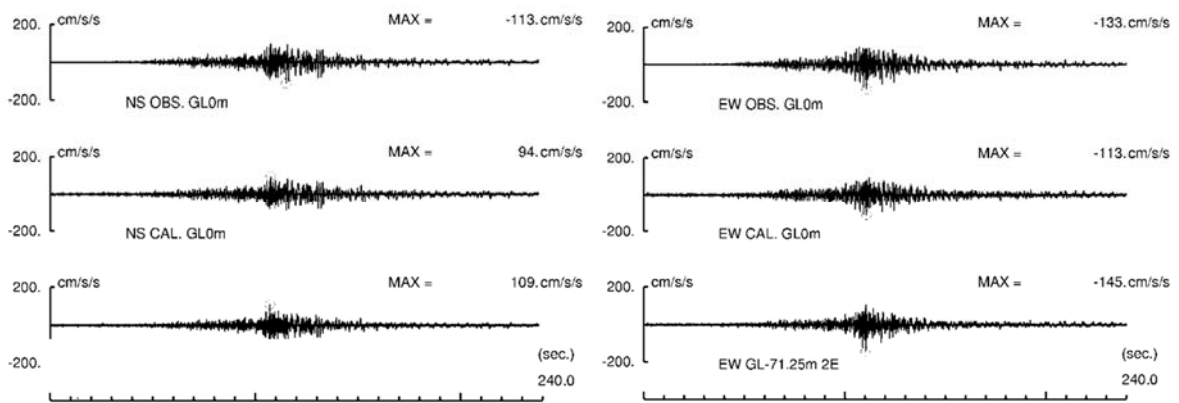 200. cm/s/s MAX = -113. cm/s/s
-200.
NS OBS. GL0m
200. cm/s/s MAX = 94. cm/s/s
-200.
NS CAL. GL0m
200. cm/s/s MAX = 109. cm/s/s
-200.
(sec.)
240.0
200. cm/s/s MAX = -133. cm/s/s
-200.
EW OBS. GL0m
200. cm/s/s MAX = -113. cm/s/s
-200.
EW CAL. GL0m
200. cm/s/s MAX = -145. cm/s/s
-200.
EW GL-71.25m 2E
(sec.)
240.0